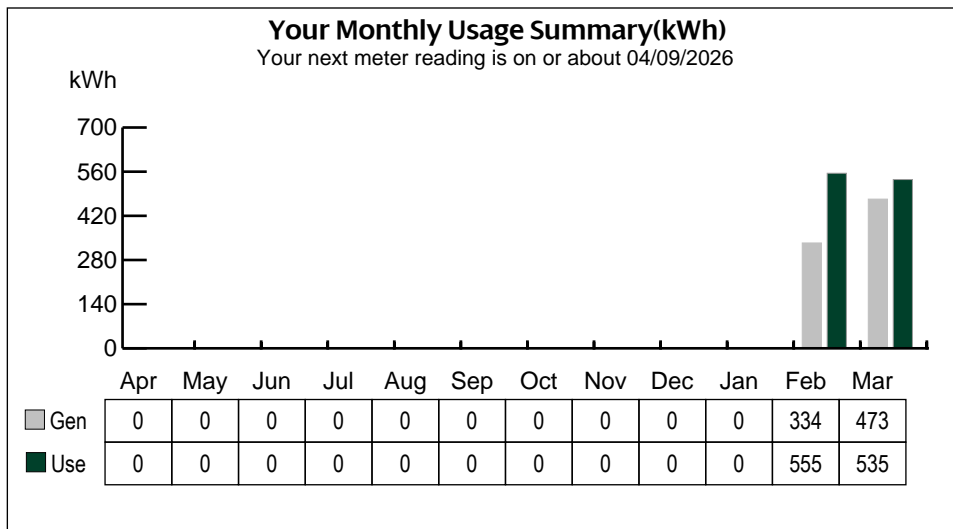 Your Monthly Usage Summary(kWh)
Your next meter reading is on or about 04/09/2026
kWh
700
560
420
280
140
0
Apr May Jun Jul Aug Sep Oct Nov Dec Jan Feb Mar
Gen 0 0 0 0 0 0 0 0 0 0 334 473
Use 0 0 0 0 0 0 0 0 0 0 555 535